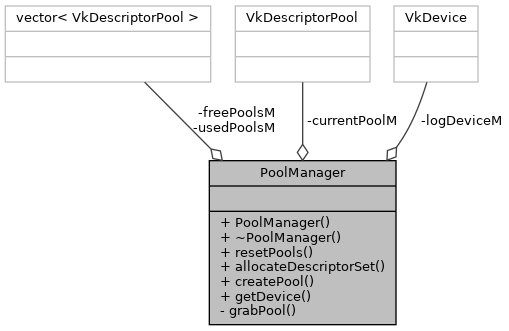 vector< VkDescriptorPool >
VkDescriptorPool
VkDevice
-freePoolsM
-usedPoolsM
-currentPoolM
-logDeviceM
PoolManager
+ PoolManager()
+ ~PoolManager()
+ resetPools()
+ allocateDescriptorSet()
+ createPool()
+ getDevice()
- grabPool()